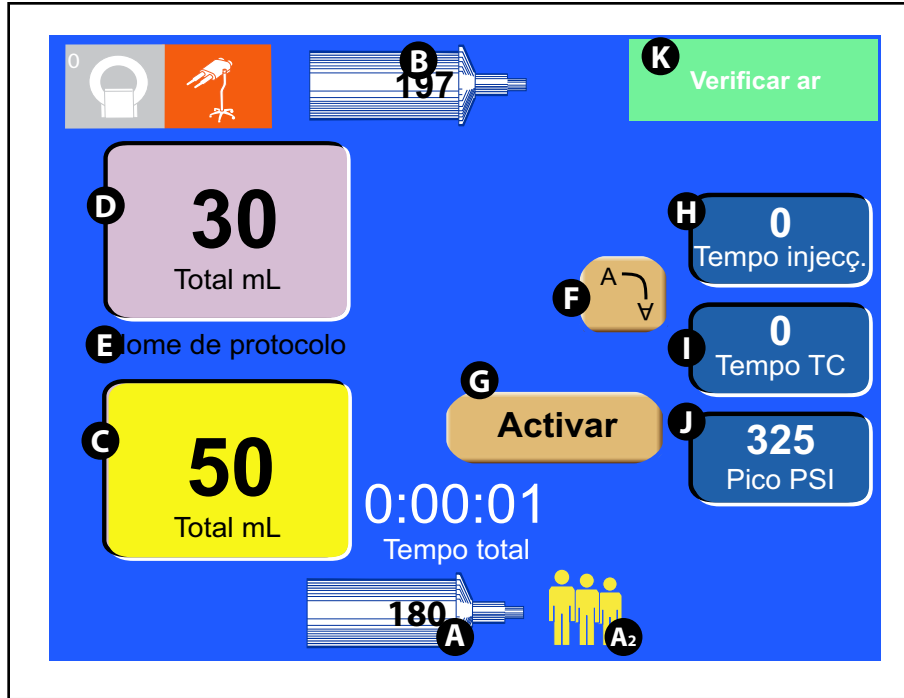 0
B
197
K
Verificar ar
D
30
Total mL
H
0
Tempo injecç.
A
A
F
E
ome de protocolo
I
0
Tempo TC
G
Activar
C
50
Total mL
J
325
Pico PSI
0:00:01
Tempo total
180
A
A2